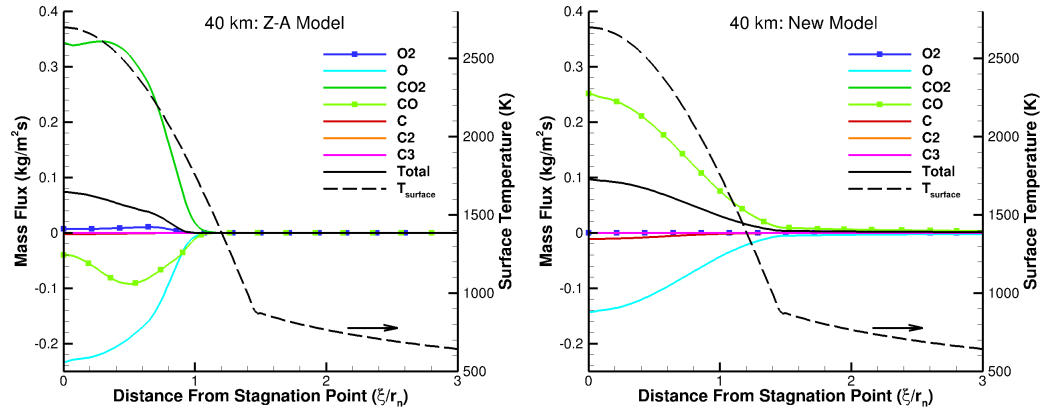 40 km: Z-A Model
Mass Flux (kg/m²s)
0.4
0.3
0.2
0.1
0
-0.1
-0.2
O2
O
CO2
CO
C
C2
C3
Total
Tsurface
2500
2000
1500
1000
500
Surface Temperature (K)
0
1
2
3
Distance From Stagnation Point (ξ/rn)
40 km: New Model
Mass Flux (kg/m²s)
0.4
0.3
0.2
0.1
0
-0.1
-0.2
O2
O
CO2
CO
C
C2
C3
Total
Tsurface
2500
2000
1500
1000
500
Surface Temperature (K)
0
1
2
3
Distance From Stagnation Point (ξ/rn)